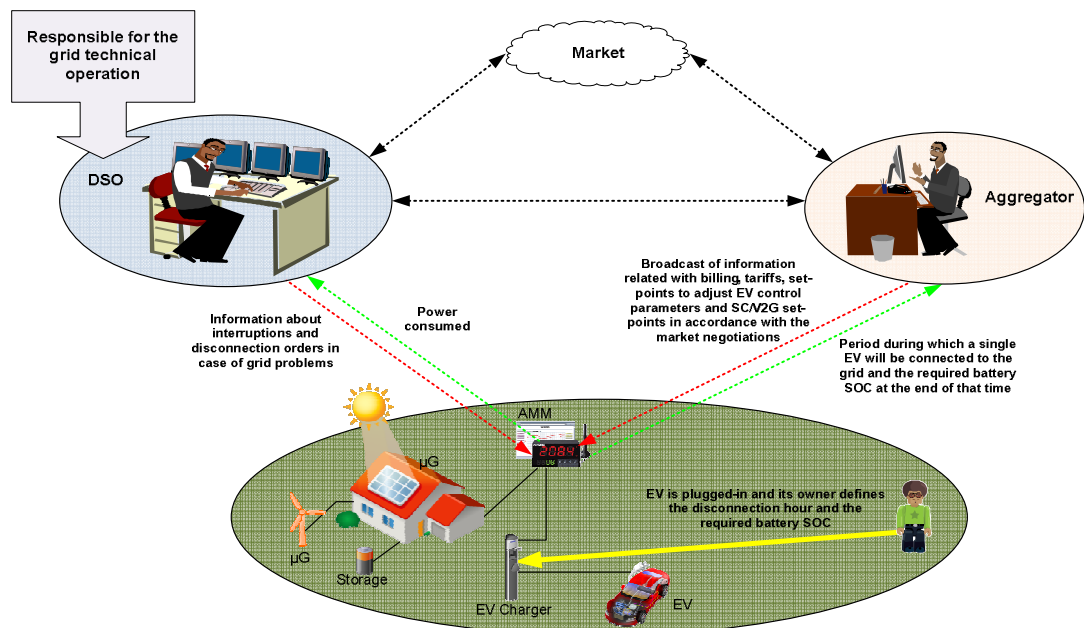 Responsible for the
grid technical
operation
Market
DSO
Aggregator
Broadcast of information
related with billing, tariffs, set-
points to adjust EV control
parameters and SC/V2G set-
points in accordance with the
market negotiations
Power
consumed
Information about
interruptions and
disconnection orders in
case of grid problems
Period during which a single
EV will be connected to the
grid and the required battery
SOC at the end of that time
AMM
µG
EV is plugged-in and its owner defines
the disconnection hour and the
required battery SOC
µG
Storage
EV Charger
EV